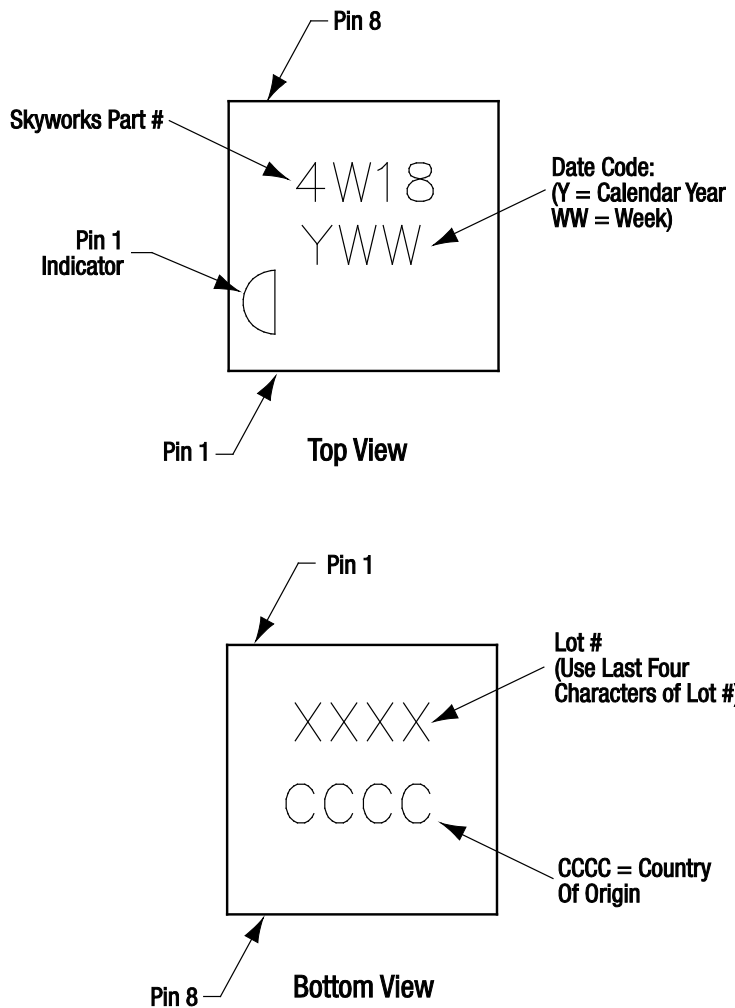 Pin 8
Skyworks Part #
4W18
Date Code:
(Y = Calendar Year
WW = Week)
YWW
Pin 1
Indicator
Pin 1
Top View
Pin 1
Lot #
(Use Last Four
Characters of Lot #)
XXXX
CCCC
CCCC = Country
Of Origin
Pin 8
Bottom View